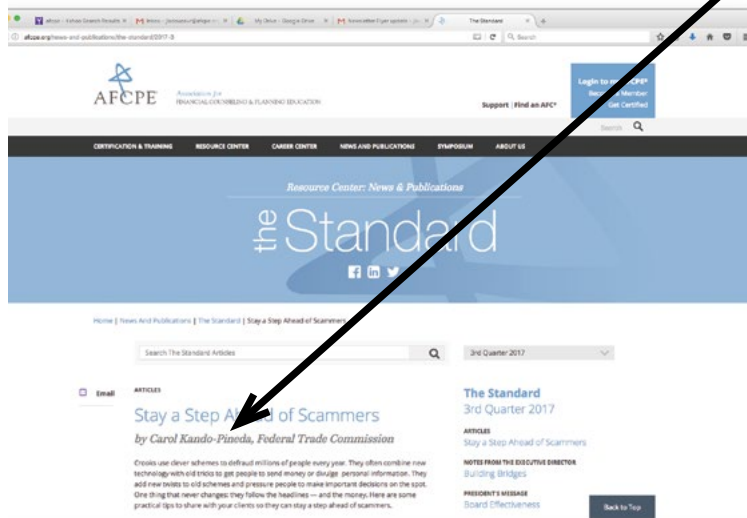 My Drive - Google Drive
The Standard
Search
AFCPE
Association for
FINANCIAL COUNSELING & PLANNING EDUCATION
Support | Find an AFC®
Login to
Become a Member
Get Certified
Search
CERTIFICATION & TRAINING RESOURCE CENTER CAREER CENTER NEWS AND PUBLICATIONS SYMPOSIUM ABOUT US
Resource Center: News & Publications
the Standard
Home | News And Publications | The Standard | Stay a Step Ahead of Scammers
Search The Standard Articles
3rd Quarter 2017
Email
ARTICLES
Stay a Step Ahead of Scammers
by Carol Kando-Pineda, Federal Trade Commission
Crooks use clever schemes to defraud millions of people every year. They often combine new
technology with old tricks to get people to send money or divulge personal information. They
add new twists to old schemes and pressure people to make important decisions on the spot.
One thing that never changes: they follow the headlines — and the money. Here are some
practical tips to share with your clients so they can stay a step ahead of scammers.
The Standard
3rd Quarter 2017
ARTICLES
Stay a Step Ahead of Scammers
NOTES FROM THE EXECUTIVE DIRECTOR
Building Bridges
PRESIDENT'S MESSAGE
Board Effectiveness
Back to Top